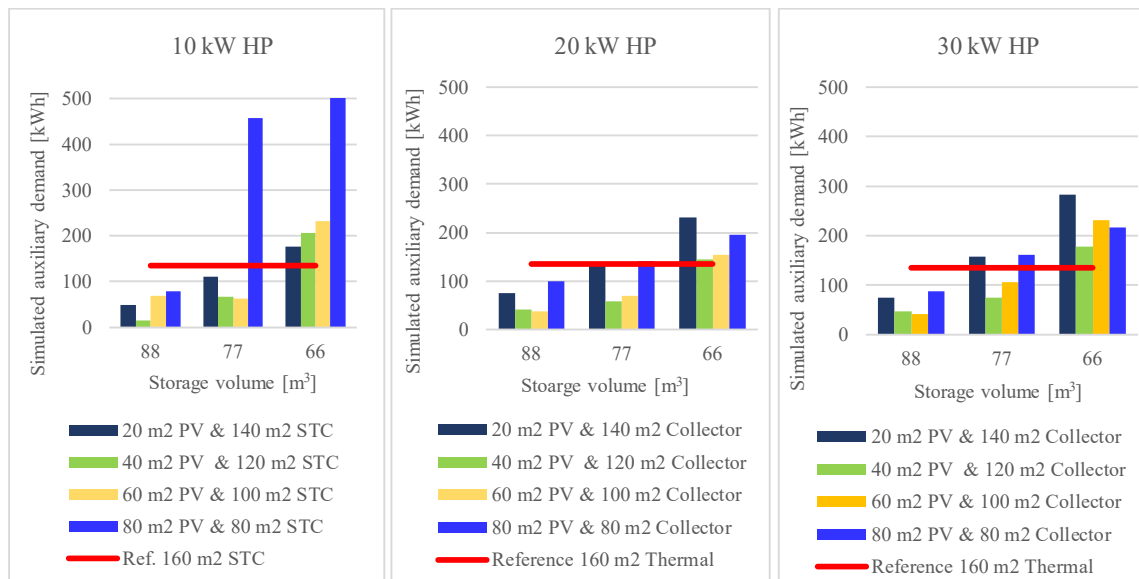 10 kW HP
Simulated auxiliary demand [kWh]
500
400
300
200
100
0
88 77 66
Storage volume [m³]
20 m2 PV & 140 m2 STC
40 m2 PV & 120 m2 STC
60 m2 PV & 100 m2 STC
80 m2 PV & 80 m2 STC
Ref. 160 m2 STC
20 kW HP
Simulated auxiliary demand [kWh]
500
400
300
200
100
0
88 77 66
Stoarge volume [m³]
20 m2 PV & 140 m2 Collector
40 m2 PV & 120 m2 Collector
60 m2 PV & 100 m2 Collector
80 m2 PV & 80 m2 Collector
Reference 160 m2 Thermal
30 kW HP
Simulated auxiliary demand [kWh]
500
400
300
200
100
0
88 77 66
Storage volume [m³]
20 m2 PV & 140 m2 Collector
40 m2 PV & 120 m2 Collector
60 m2 PV & 100 m2 Collector
80 m2 PV & 80 m2 Collector
Reference 160 m2 Thermal